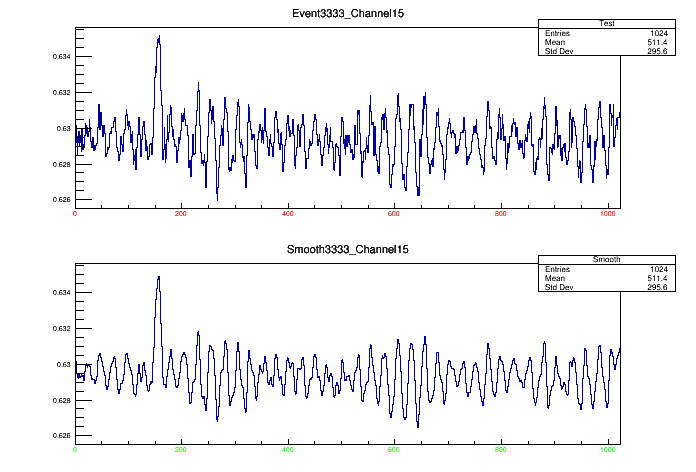 Event3333_Channel15
Test
Entries 1024
Mean 511.4
Std Dev 295.6
0.634
0.632
0.63
0.628
0.626
0 200 400 600 800 1000
Smooth3333_Channel15
Smooth
Entries 1024
Mean 511.4
Std Dev 295.6
0.634
0.632
0.63
0.628
0.626
0 200 400 600 800 1000